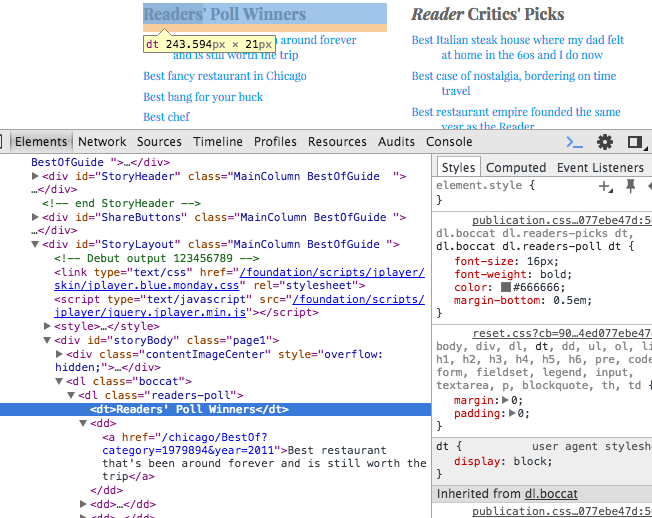 Readers' Poll Winners
Reader Critics' Picks
dt 243.594px × 21px
n around forever
and is still worth the trip
Best fancy restaurant in Chicago
Best bang for your buck
Best chef
Best Italian steak house where my dad felt
at home in the 60s and I do now
Best case of nostalgia, bordering on time
travel
Best restaurant empire founded the same
year as the Reader
Elements Network Sources Timeline Profiles Resources Audits Console
BestOfGuide ">…</div>
<div id="StoryHeader" class="MainColumn BestOfGuide ">
…</div>
<!-- end StoryHeader -->
<div id="ShareButtons" class="MainColumn BestOfGuide ">
…</div>
<div id="StoryLayout" class="MainColumn BestOfGuide ">
<!-- Debut output 123456789 -->
<link type="text/css" href="/foundation/scripts/jplayer/
skin/jplayer.blue.monday.css" rel="stylesheet">
<script type="text/javascript" src="/foundation/scripts/
jplayer/jquery.jplayer.min.js"></script>
<style>…</style>
<div id="storyBody" class="page1">
<div class="contentImageCenter" style="overflow:
hidden;">…</div>
<dl class="boccat">
<dl class="readers-poll">
<dt>Readers' Poll Winners</dt>
<dd>
<a href="/chicago/BestOf?
category=1979894&year=2011">Best restaurant
that's been around forever and is still worth the
trip</a>
</dd>
<dd>…</dd>
<dd>…</dd>
Styles Computed Event Listeners
element.style {
}
publication.css…077ebe47d:5
dl.boccat dl.readers-picks dt,
dl.boccat dl.readers-poll dt {
font-size: 16px;
font-weight: bold;
color: #666666;
margin-bottom: 0.5em;
}
reset.css?cb=90…4ed077ebe47
body, div, dl, dt, dd, ul, ol, li
h1, h2, h3, h4, h5, h6, pre, code
form, fieldset, legend, input,
textarea, p, blockquote, th, td {
margin: 0;
padding: 0;
}
dt { user agent stylesh
display: block;
}
Inherited from dl.boccat
publication.css…077ebe47d:5